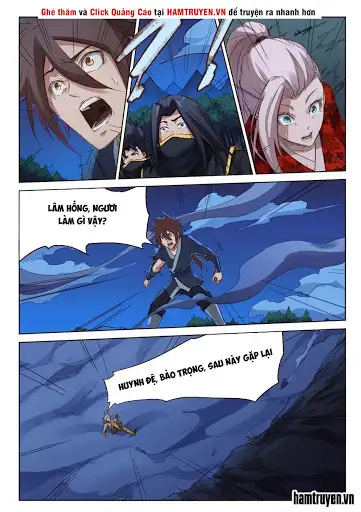 Ghé thăm và Click Quảng Cáo tại HAMTRUYEN.VN để truyện ra nhanh hơn
LÂM HỒNG, NGƯƠI
LÀM GÌ VẬY?
HUYNH ĐỆ, BẢO TRỌNG, SAU NÀY GẶP LẠI
hamtruyen.vn